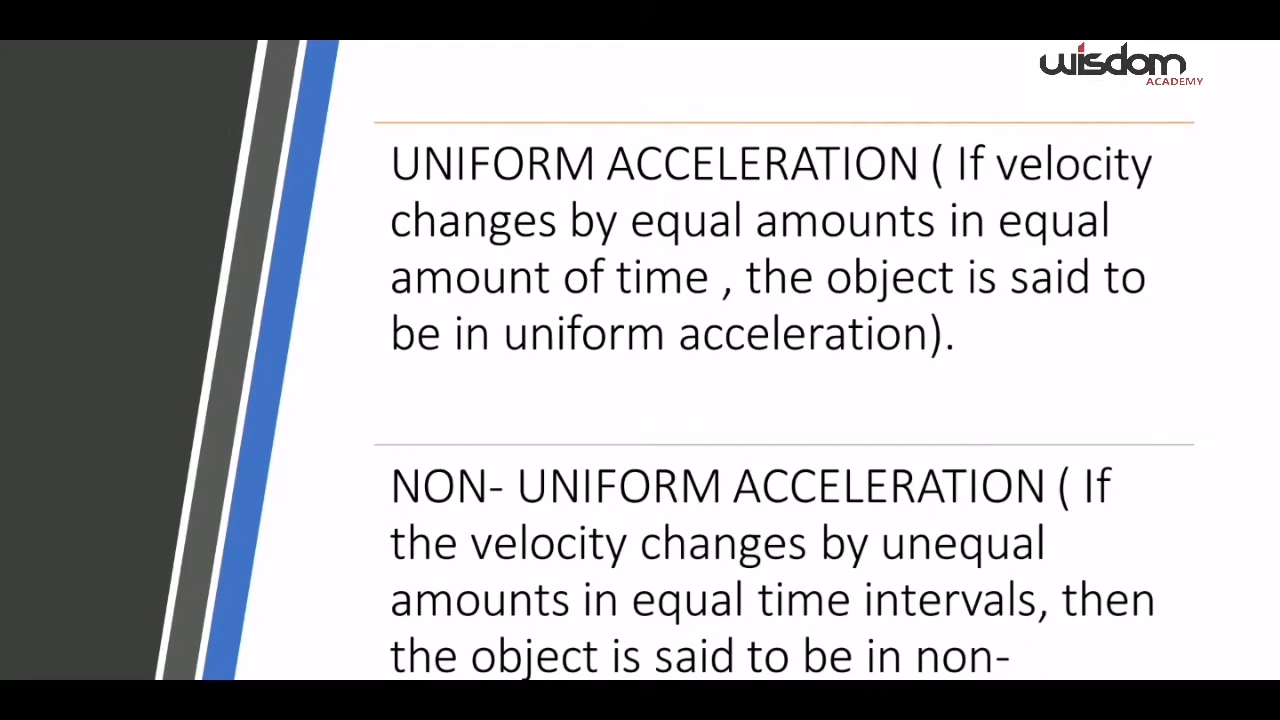 wisdom
ACADEMY
UNIFORM ACCELERATION ( If velocity
changes by equal amounts in equal
amount of time , the object is said to
be in uniform acceleration).
NON- UNIFORM ACCELERATION ( If
the velocity changes by unequal
amounts in equal time intervals, then
the object is said to be in non-